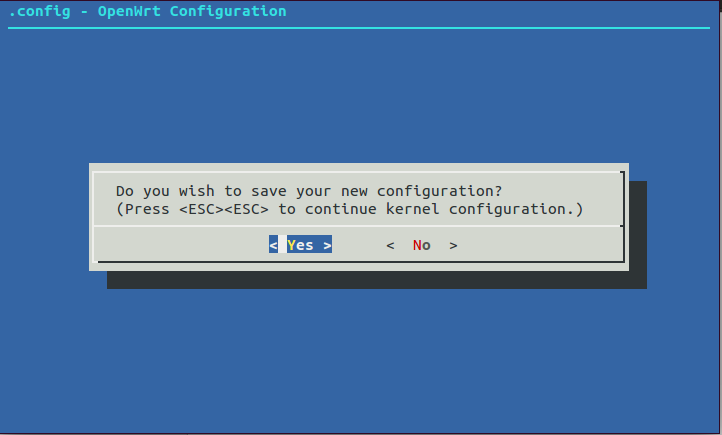 .config - OpenWrt Configuration
Do you wish to save your new configuration?
(Press <ESC><ESC> to continue kernel configuration.)
< Yes > < No >